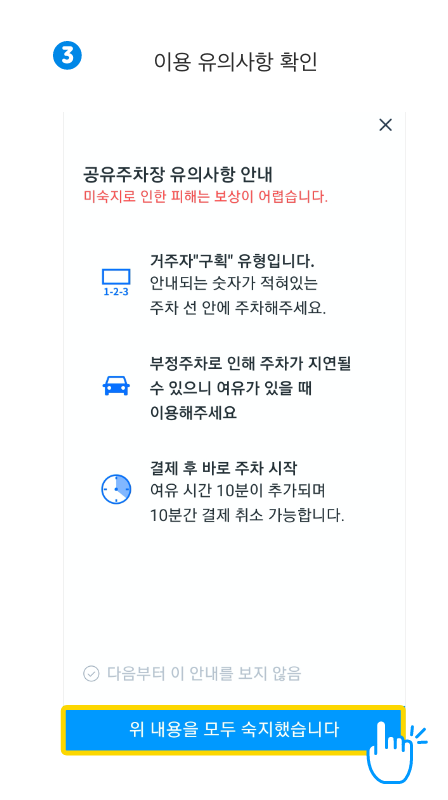 3
이용 유의사항 확인
공유주차장 유의사항 안내
미숙지로 인한 피해는 보상이 어렵습니다.
거주자"구획" 유형입니다.
안내되는 숫자가 적혀있는
주차 선 안에 주차해주세요.
1-2-3
부정주차로 인해 주차가 지연될
수 있으니 여유가 있을 때
이용해주세요
결제 후 바로 주차 시작
여유 시간 10분이 추가되며
10분간 결제 취소 가능합니다.
다음부터 이 안내를 보지 않음
위 내용을 모두 숙지했습니다